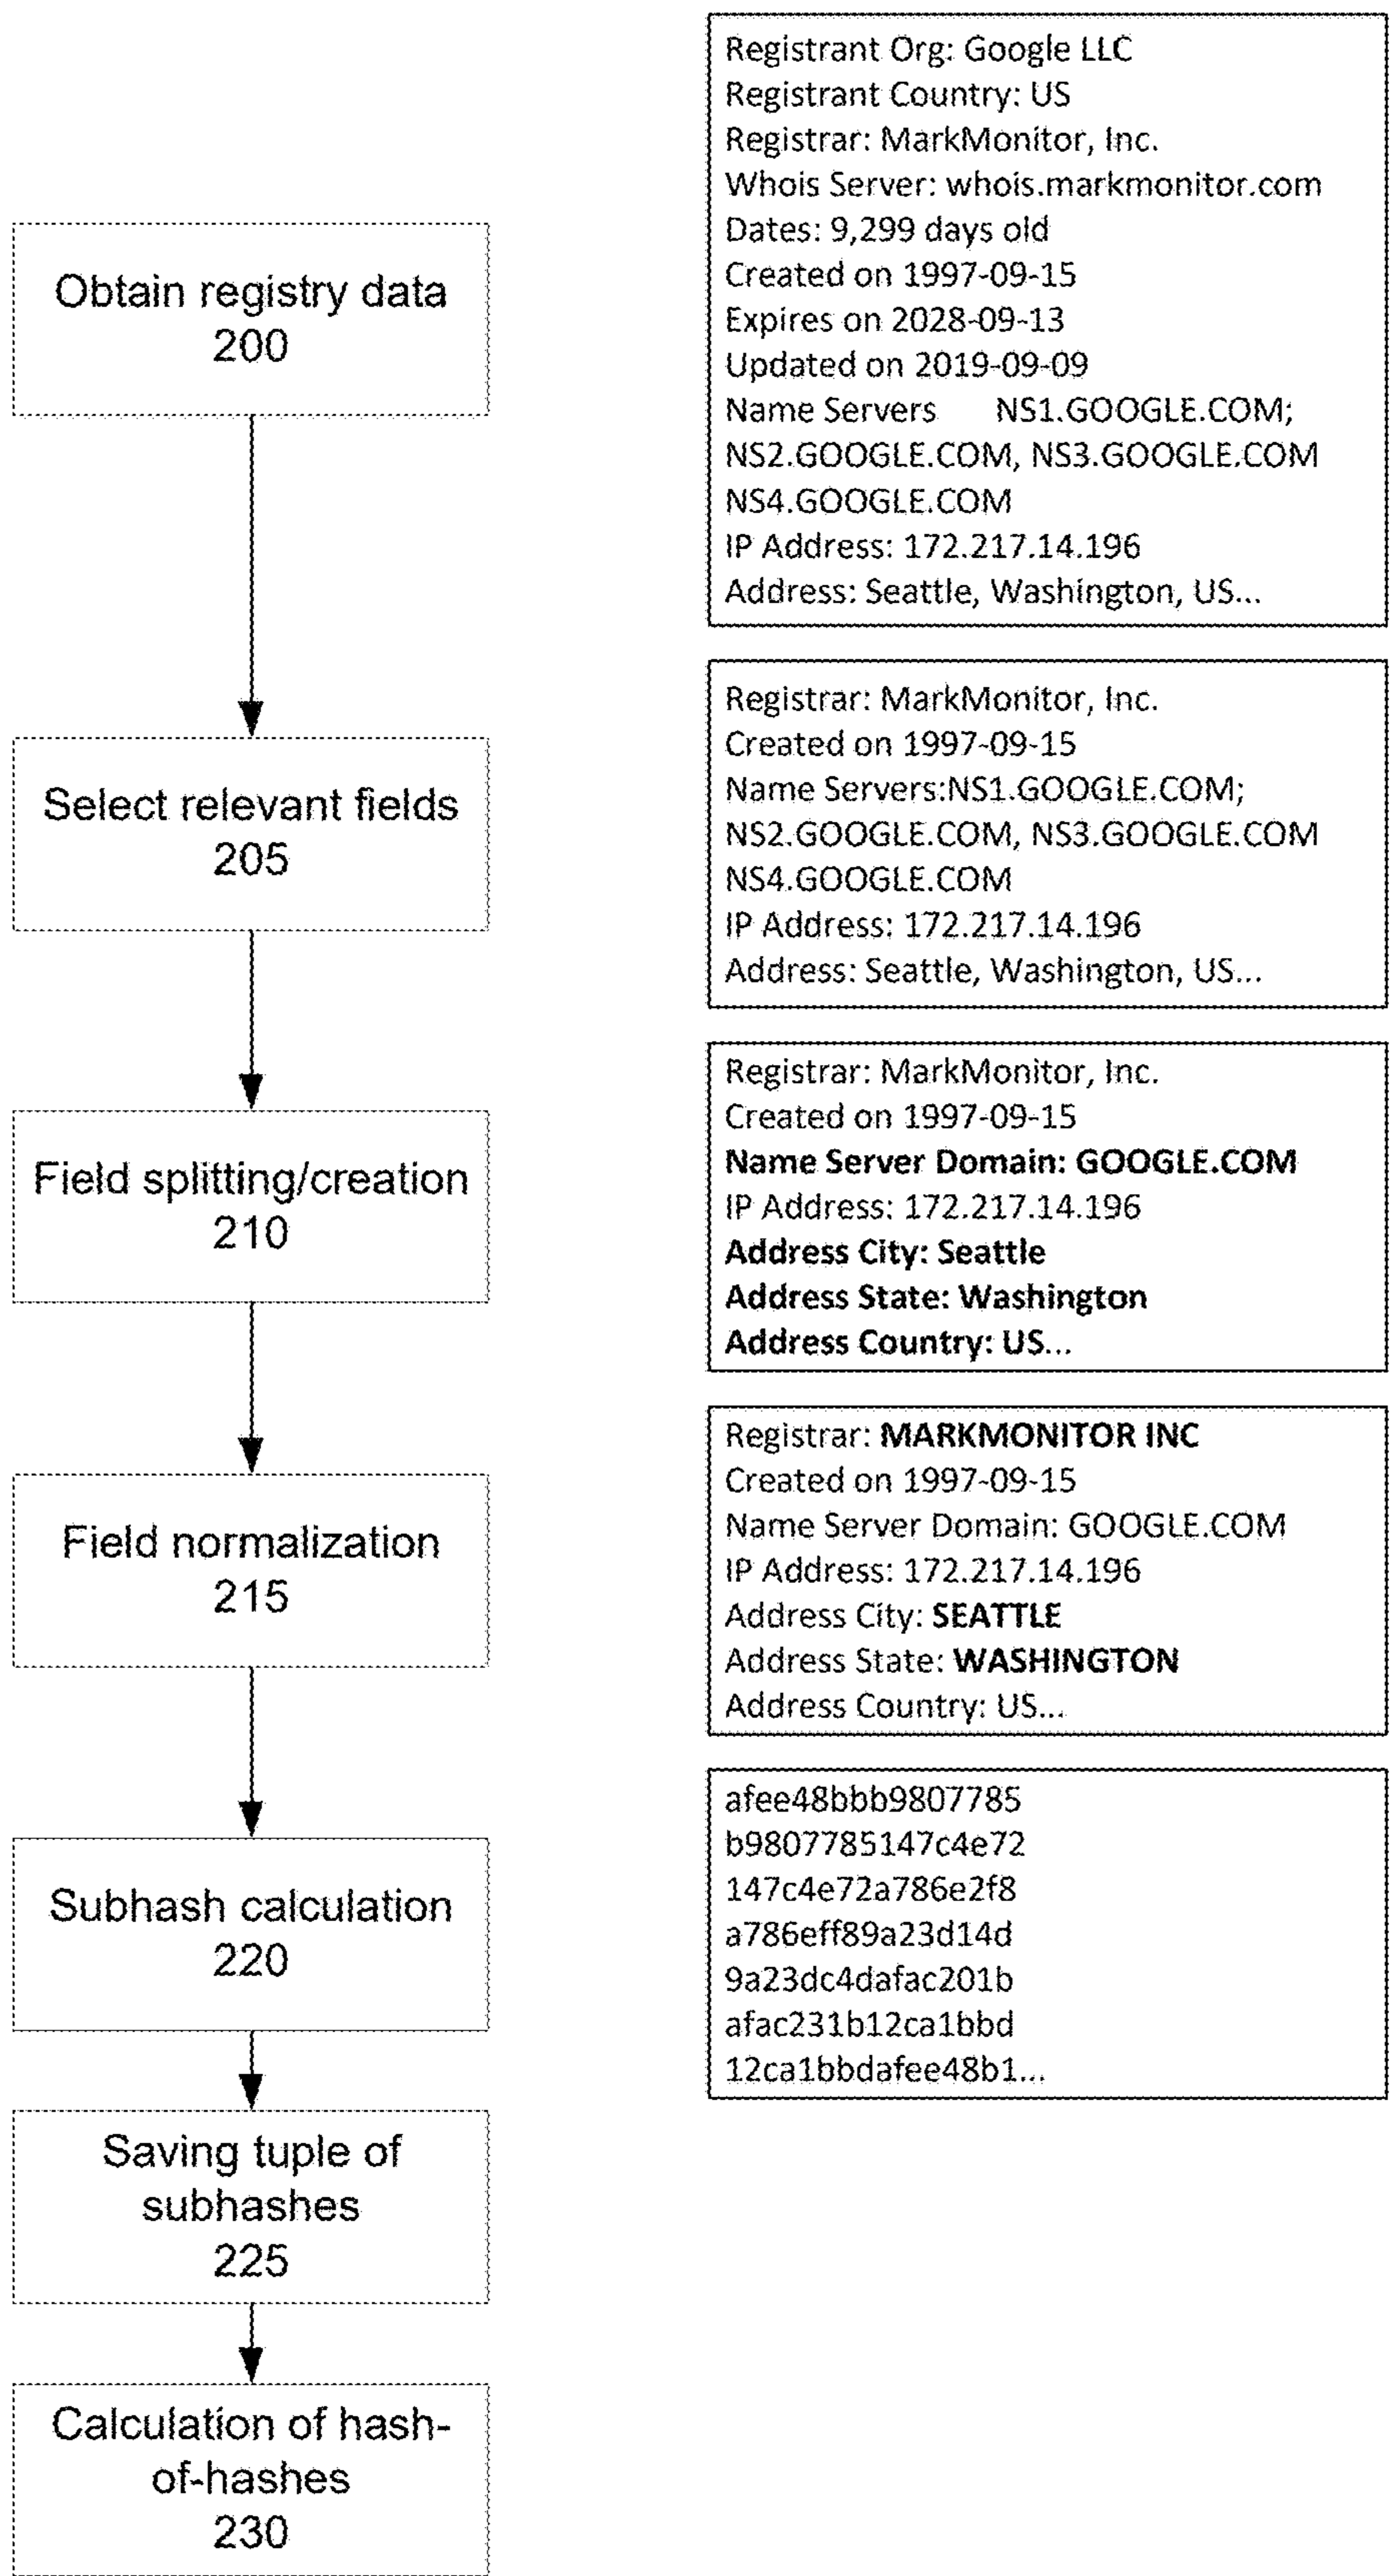 Obtain registry data
200
Registrant Org: Google LLC
Registrant Country: US
Registrar: MarkMonitor, Inc.
Whois Server: whois.markmonitor.com
Dates: 9,299 days old
Created on 1997-09-15
Expires on 2028-09-13
Updated on 2019-09-09
Name Servers NS1.GOOGLE.COM;
NS2.GOOGLE.COM, NS3.GOOGLE.COM
NS4.GOOGLE.COM
IP Address: 172.217.14.196
Address: Seattle, Washington, US...
Select relevant fields
205
Registrar: MarkMonitor, Inc.
Created on 1997-09-15
Name Servers:NS1.GOOGLE.COM;
NS2.GOOGLE.COM, NS3.GOOGLE.COM
NS4.GOOGLE.COM
IP Address: 172.217.14.196
Address: Seattle, Washington, US...
Field splitting/creation
210
Registrar: MarkMonitor, Inc.
Created on 1997-09-15
Name Server Domain: GOOGLE.COM
IP Address: 172.217.14.196
Address City: Seattle
Address State: Washington
Address Country: US...
Field normalization
215
Registrar: MARKMONITOR INC
Created on 1997-09-15
Name Server Domain: GOOGLE.COM
IP Address: 172.217.14.196
Address City: SEATTLE
Address State: WASHINGTON
Address Country: US...
Subhash calculation
220
afee48bbb9807785
b9807785147c4e72
147c4e72a786e2f8
a786eff89a23d14d
9a23dc4dafac201b
afac231b12ca1bbd
12ca1bbdafee48b1...
Saving tuple of
subhashes
225
Calculation of hash-
of-hashes
230